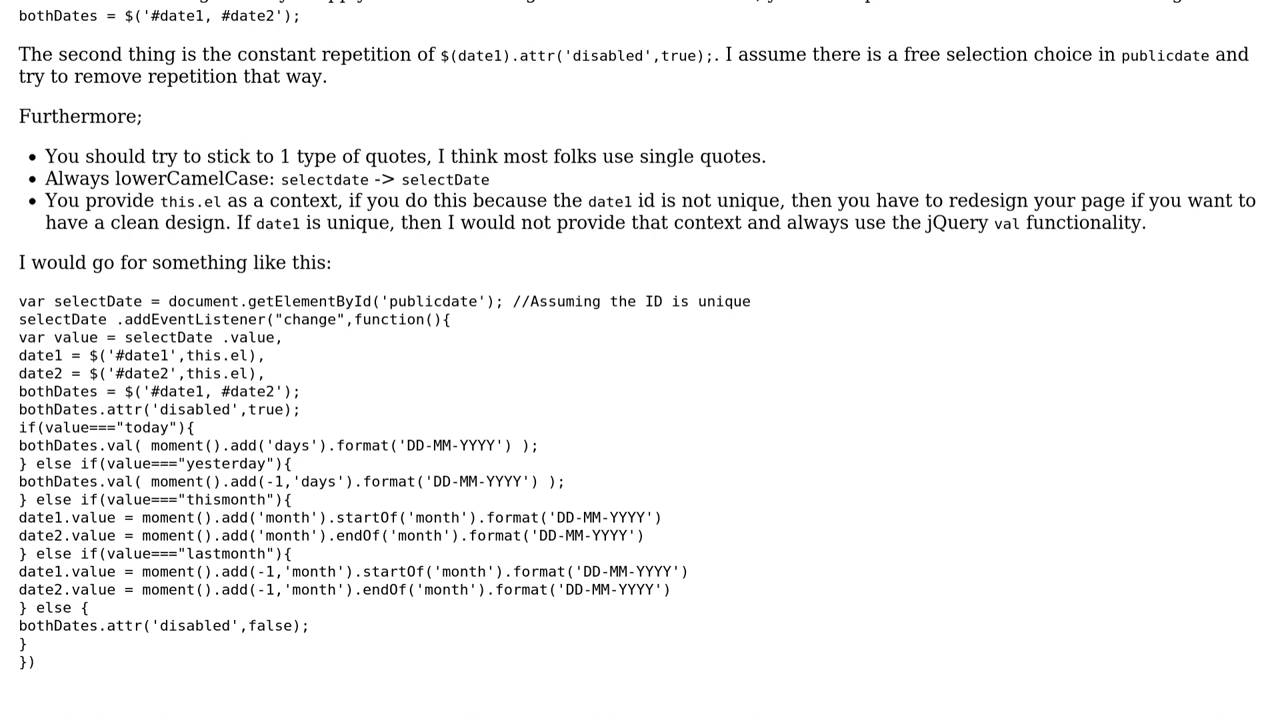 bothDates = $('#date1, #date2');
The second thing is the constant repetition of $(date1).attr('disabled',true);. I assume there is a free selection choice in publicdate and
try to remove repetition that way.
Furthermore;
• You should try to stick to 1 type of quotes, I think most folks use single quotes.
• Always lowerCamelCase: selectdate -> selectDate
• You provide this.el as a context, if you do this because the date1 id is not unique, then you have to redesign your page if you want to
have a clean design. If date1 is unique, then I would not provide that context and always use the jQuery val functionality.
I would go for something like this:
var selectDate = document.getElementById('publicdate'); //Assuming the ID is unique
selectDate .addEventListener("change",function(){
var value = selectDate .value,
date1 = $('#date1',this.el),
date2 = $('#date2',this.el),
bothDates = $('#date1, #date2');
bothDates.attr('disabled',true);
if(value==="today"){
bothDates.val( moment().add('days').format('DD-MM-YYYY') );
} else if(value==="yesterday"){
bothDates.val( moment().add(-1,'days').format('DD-MM-YYYY') );
} else if(value==="thismonth"){
date1.value = moment().add('month').startOf('month').format('DD-MM-YYYY')
date2.value = moment().add('month').endOf('month').format('DD-MM-YYYY')
} else if(value==="lastmonth"){
date1.value = moment().add(-1,'month').startOf('month').format('DD-MM-YYYY')
date2.value = moment().add(-1,'month').endOf('month').format('DD-MM-YYYY')
} else {
bothDates.attr('disabled',false);
}
})